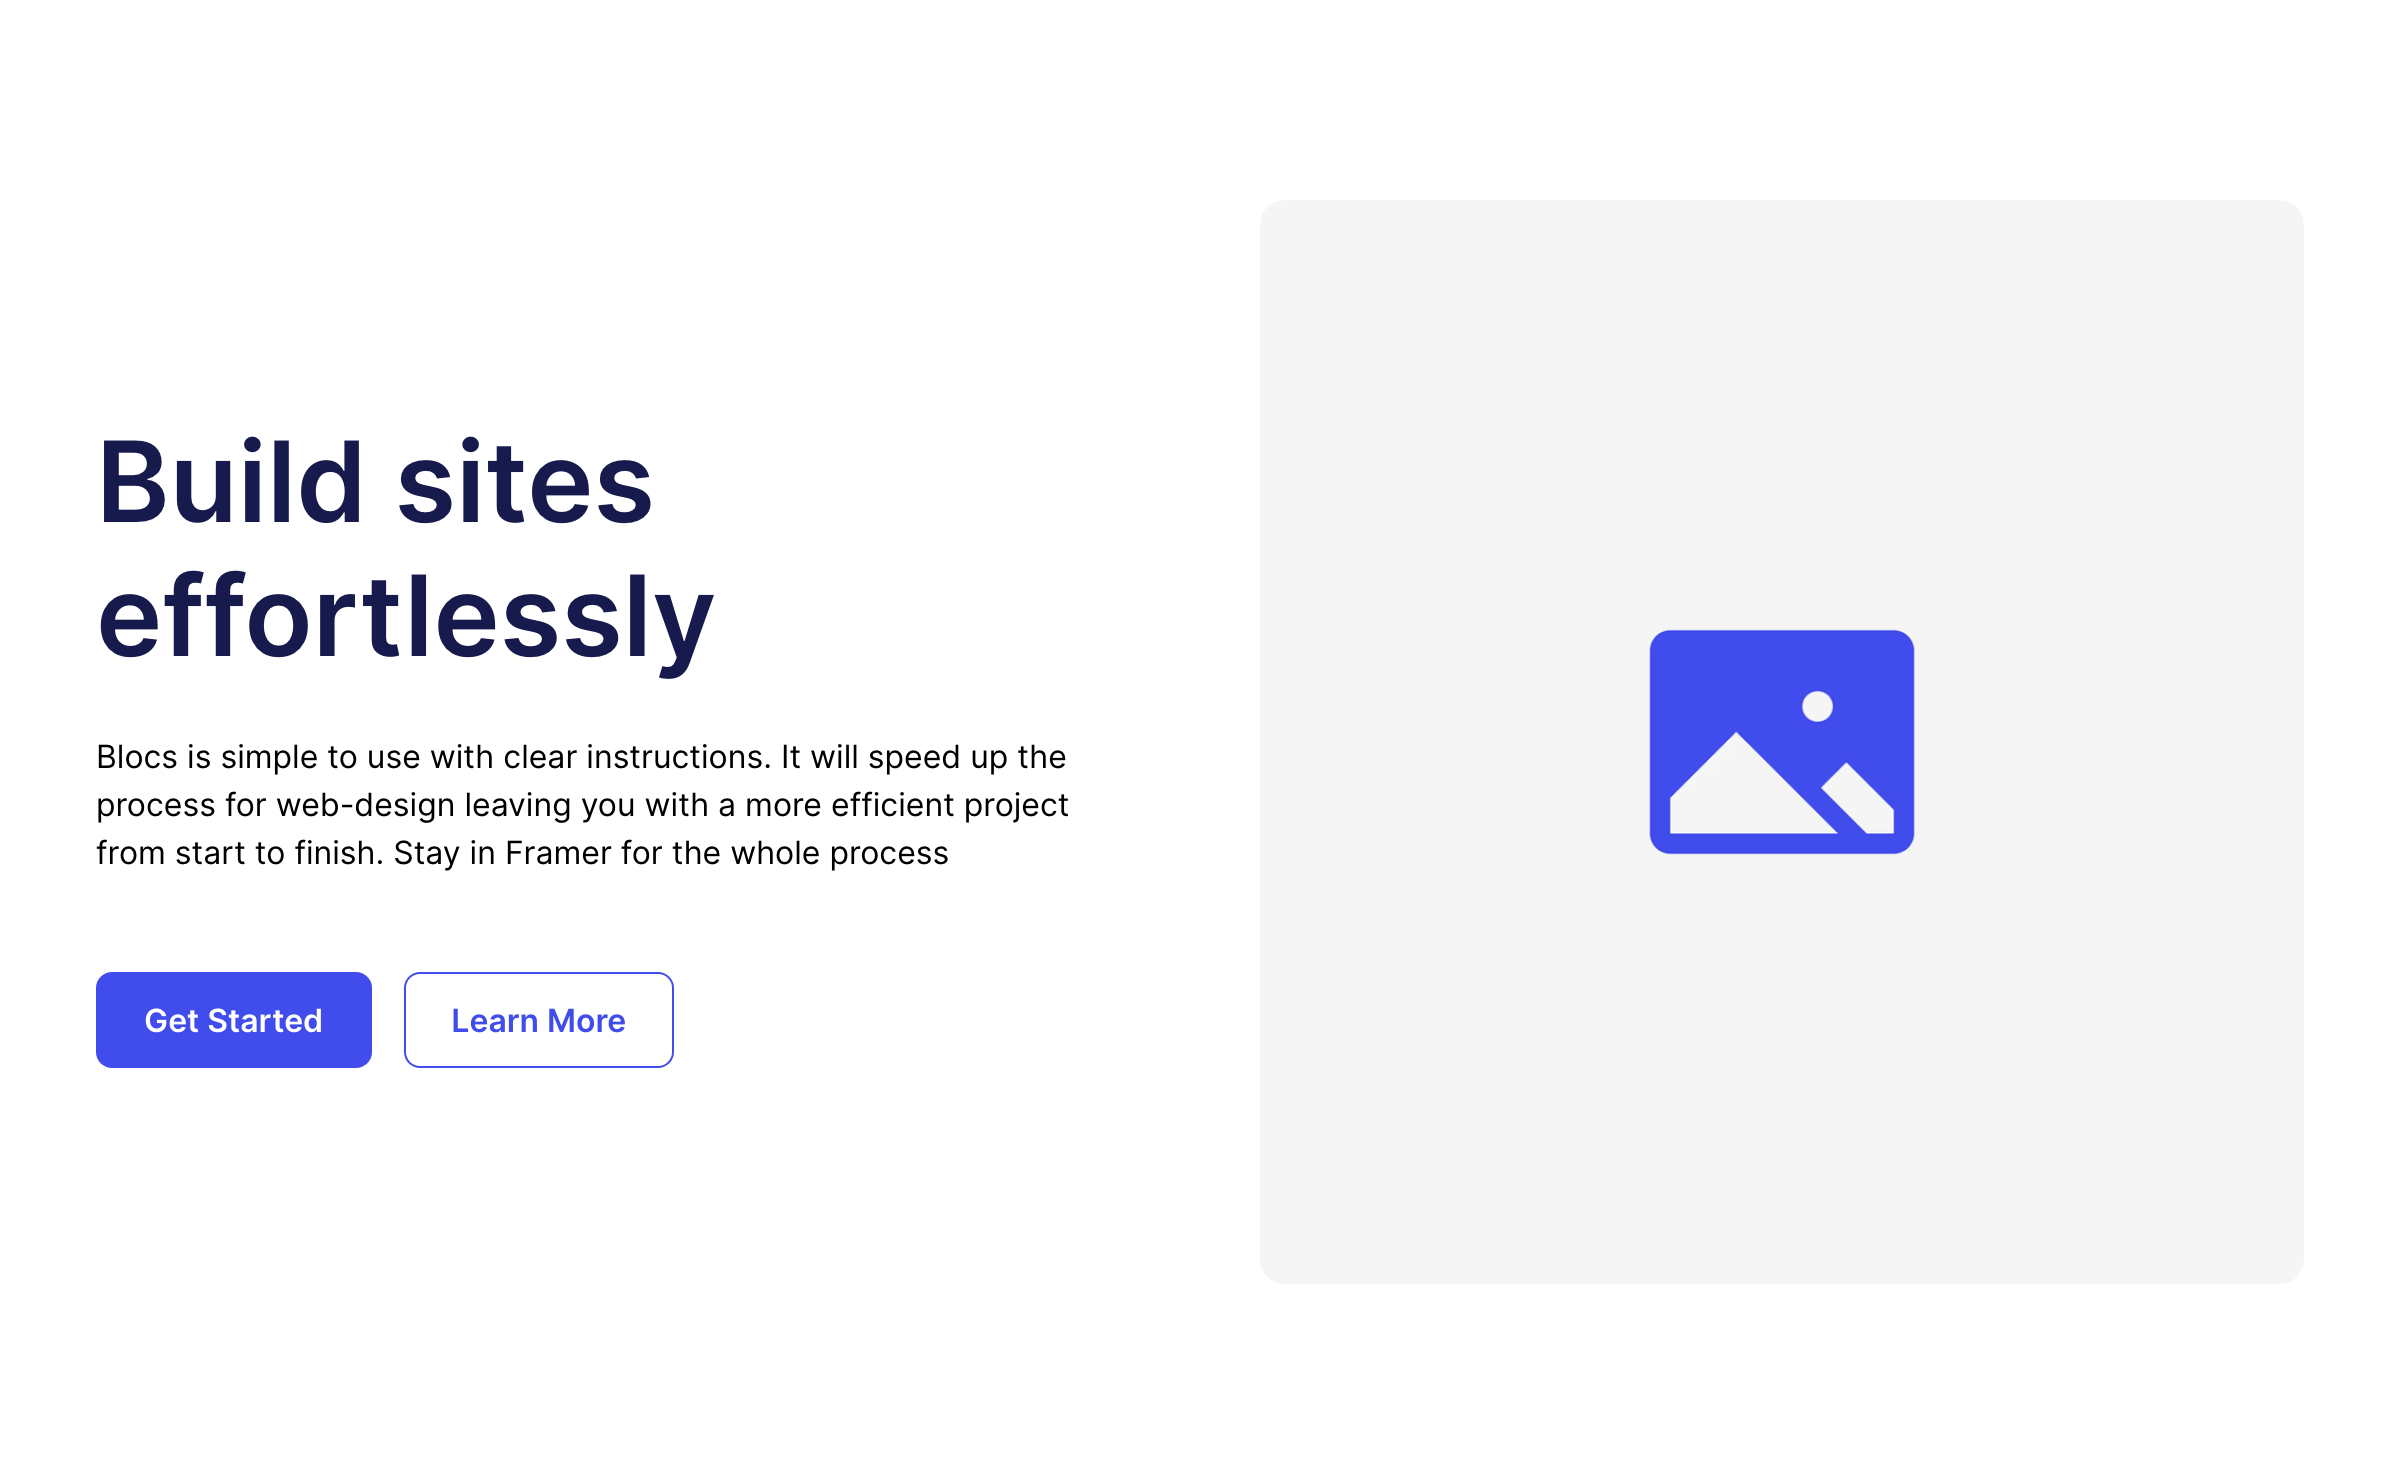 Build sites
effortlessly
Blocs is simple to use with clear instructions. It will speed up the
process for web-design leaving you with a more efficient project
from start to finish. Stay in Framer for the whole process
Get Started
Learn More